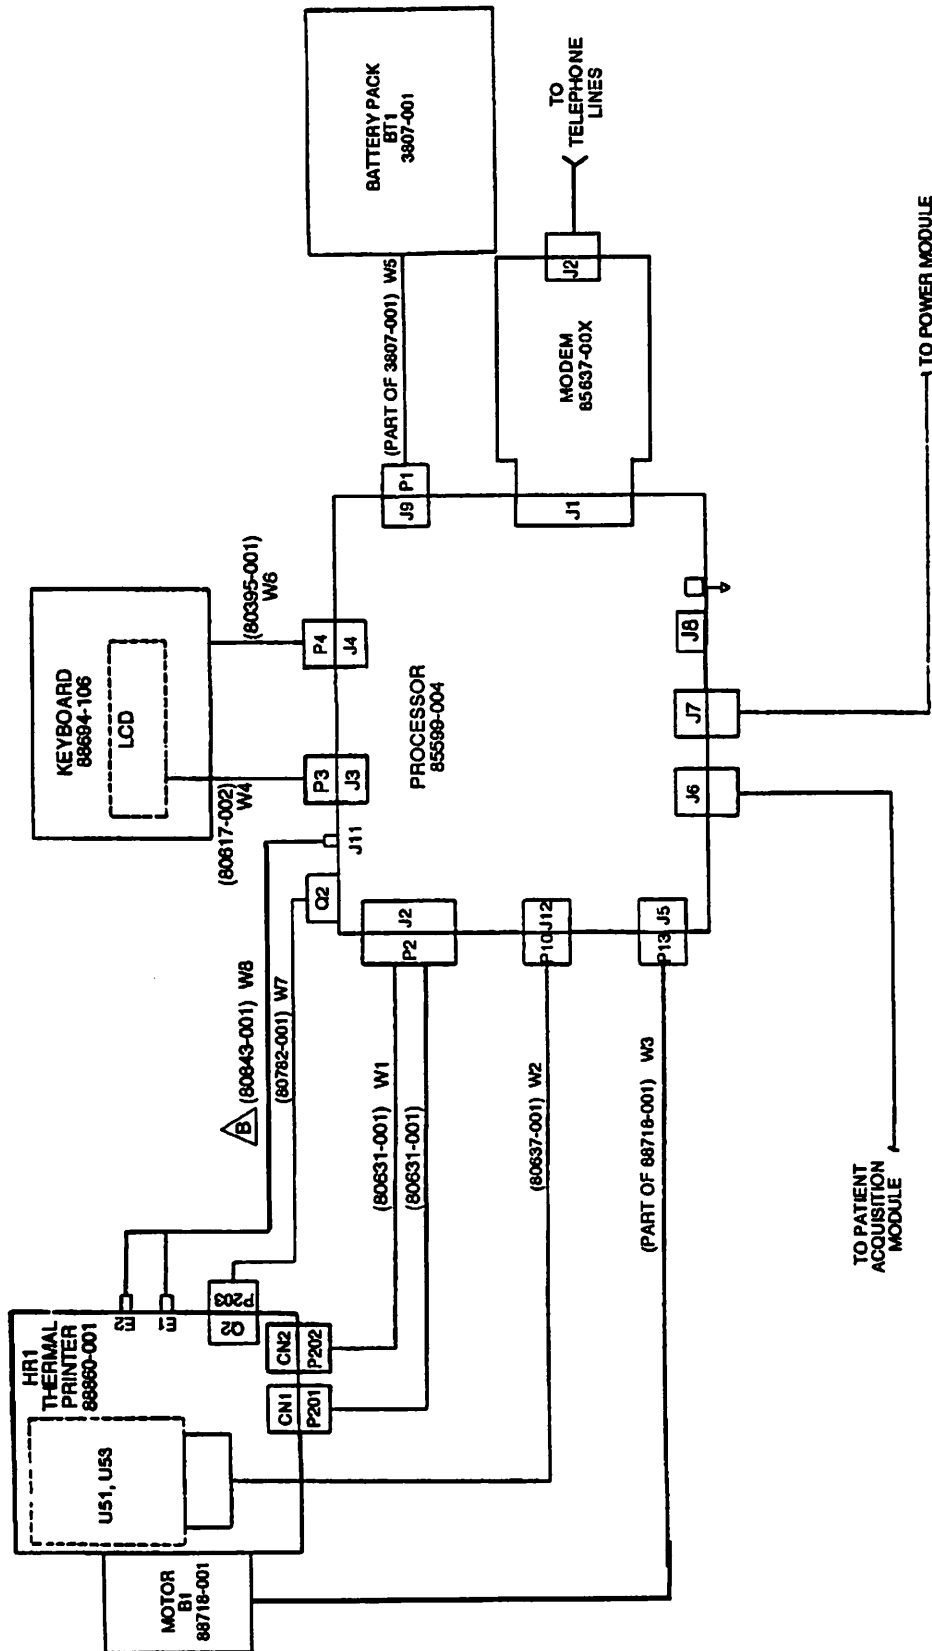 HR1
THERMAL
PRINTER
88860-001
U51, U53
MOTOR
B1
88718-001
E2
E1
Q2
P203
CN2
P202
CN1
P201
B
(80843-001) W8
(80782-001) W7
(80631-001) W1
(80631-001)
(80637-001) W2
(PART OF 88718-001) W3
KEYBOARD
88694-106
LCD
(80617-002)
W4
(80395-001)
W6
Q2
J11
P3
J3
P4
J4
P2
J2
P10
J12
P13
J5
PROCESSOR
85599-004
J9
P1
(PART OF 3807-001) W5
BATTERY PACK
BT1
3807-001
J1
MODEM
85637-00X
J2
TO
TELEPHONE
LINES
J6
J7
J8
TO PATIENT
ACQUISITION
MODULE
TO POWER MODULE